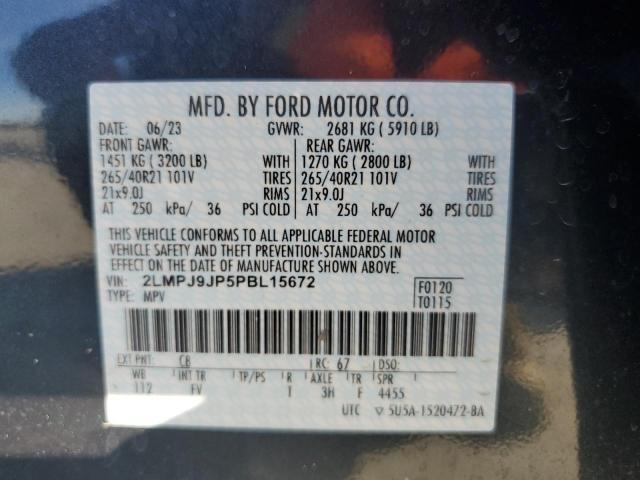 MFD. BY FORD MOTOR CO.
DATE: 06/23 GVWR: 2681 KG ( 5910 LB)
FRONT GAWR: REAR GAWR:
1451 KG ( 3200 LB) WITH 1270 KG ( 2800 LB) WITH
265/40R21 101V TIRES 265/40R21 101V TIRES
21x9.0J RIMS 21x9.0J RIMS
AT 250 kPa/ 36 PSI COLD AT 250 kPa/ 36 PSI COLD
THIS VEHICLE CONFORMS TO ALL APPLICABLE FEDERAL MOTOR
VEHICLE SAFETY AND THEFT PREVENTION STANDARDS IN
EFFECT ON THE DATE OF MANUFACTURE SHOWN ABOVE.
VIN: 2LMPJ9JP5PBL15672 F0120
TYPE: MPV T0115
EXT PNT: CB RC: 67 DSO:
WB INT TR TP/PS R AXLE TR SPR
112 FV T 3H F 4455
UTC ▽ 5U5A-1520472-BA